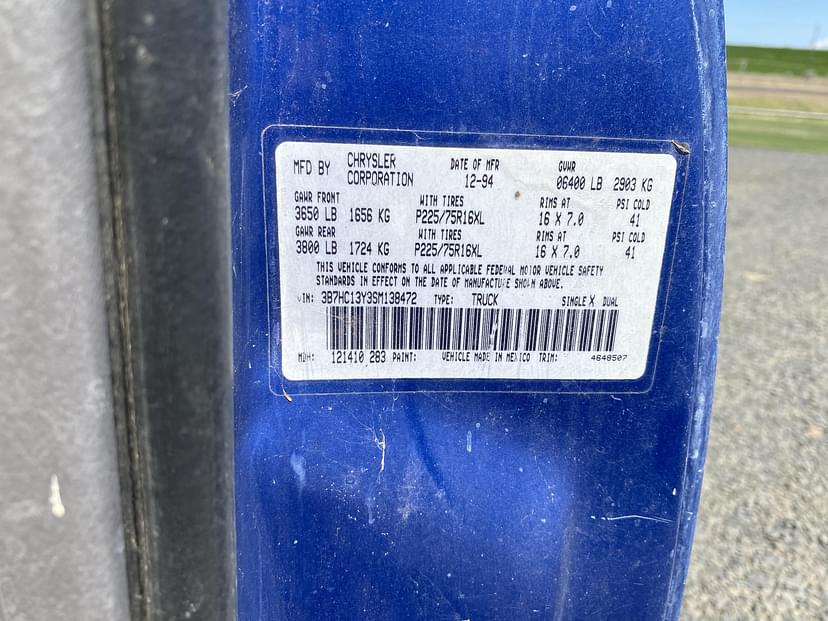 MFD BY CHRYSLER CORPORATION DATE OF MFR 12-94 GVWR 06400 LB 2903 KG
GAWR FRONT WITH TIRES RIMS AT PSI COLD
3650 LB 1656 KG P225/75R16XL 16 X 7.0 41
GAWR REAR WITH TIRES RIMS AT PSI COLD
3800 LB 1724 KG P225/75R16XL 16 X 7.0 41
THIS VEHICLE CONFORMS TO ALL APPLICABLE FEDERAL MOTOR VEHICLE SAFETY
STANDARDS IN EFFECT ON THE DATE OF MANUFACTURE SHOWN ABOVE.
VIN: 3B7HC13Y3SM138472 TYPE: TRUCK SINGLE X DUAL
MDH: 121410 283 PAINT: VEHICLE MADE IN MEXICO TRIM: 4648507